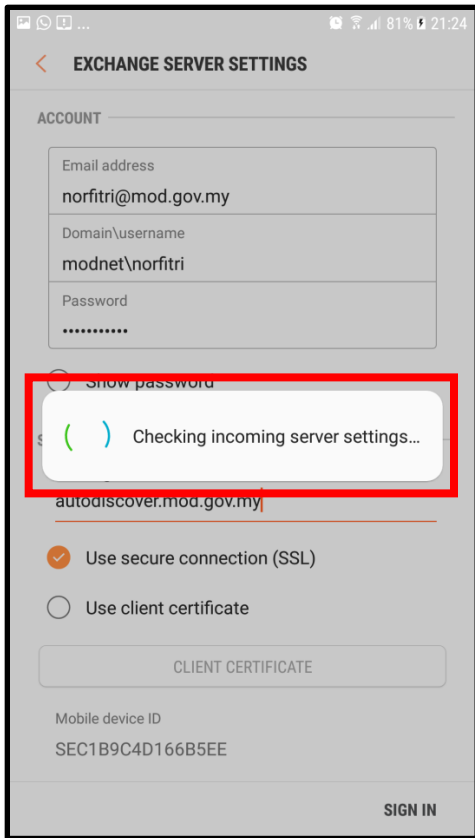 ... 81% 21:24
EXCHANGE SERVER SETTINGS
ACCOUNT
Email address
norfitri@mod.gov.my
Domain\username
modnet\norfitri
Password
•••••••••••
Show password
Checking incoming server settings...
autodiscover.mod.gov.my
Use secure connection (SSL)
Use client certificate
CLIENT CERTIFICATE
Mobile device ID
SEC1B9C4D166B5EE
SIGN IN